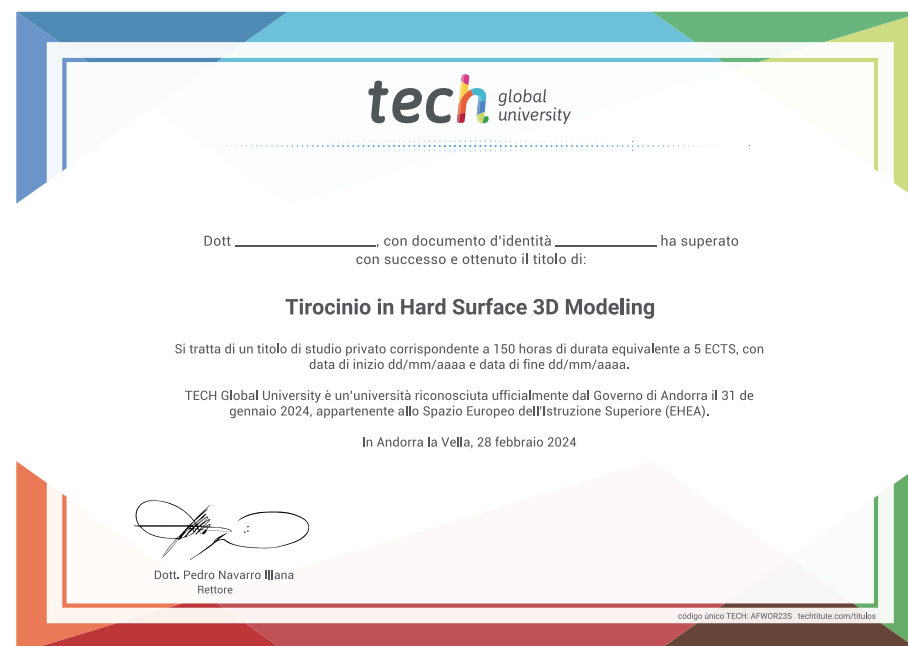 tech global university
Dott ____________, con documento d'identità ____________ ha superato
con successo e ottenuto il titolo di:
Tirocinio in Hard Surface 3D Modeling
Si tratta di un titolo di studio privato corrispondente a 150 horas di durata equivalente a 5 ECTS, con
data di inizio dd/mm/aaaa e data di fine dd/mm/aaaa.
TECH Global University è un'università riconosciuta ufficialmente dal Governo di Andorra il 31 de
gennaio 2024, appartenente allo Spazio Europeo dell'Istruzione Superiore (EHEA).
In Andorra la Vella, 28 febbraio 2024
Dott. Pedro Navarro Illana
Rettore
código único TECH: AFWOR23S techtitute.com/titulos